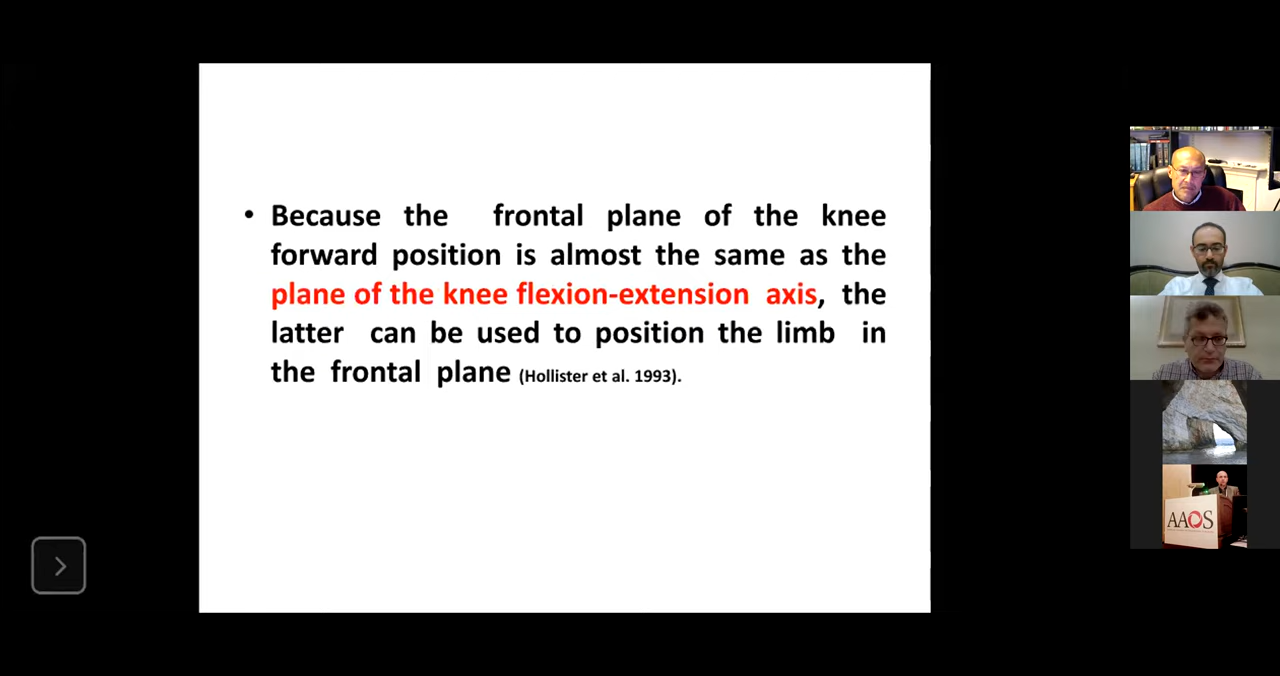 • Because the frontal plane of the knee
forward position is almost the same as the
plane of the knee flexion-extension axis, the
latter can be used to position the limb in
the frontal plane (Hollister et al. 1993).
AAOS